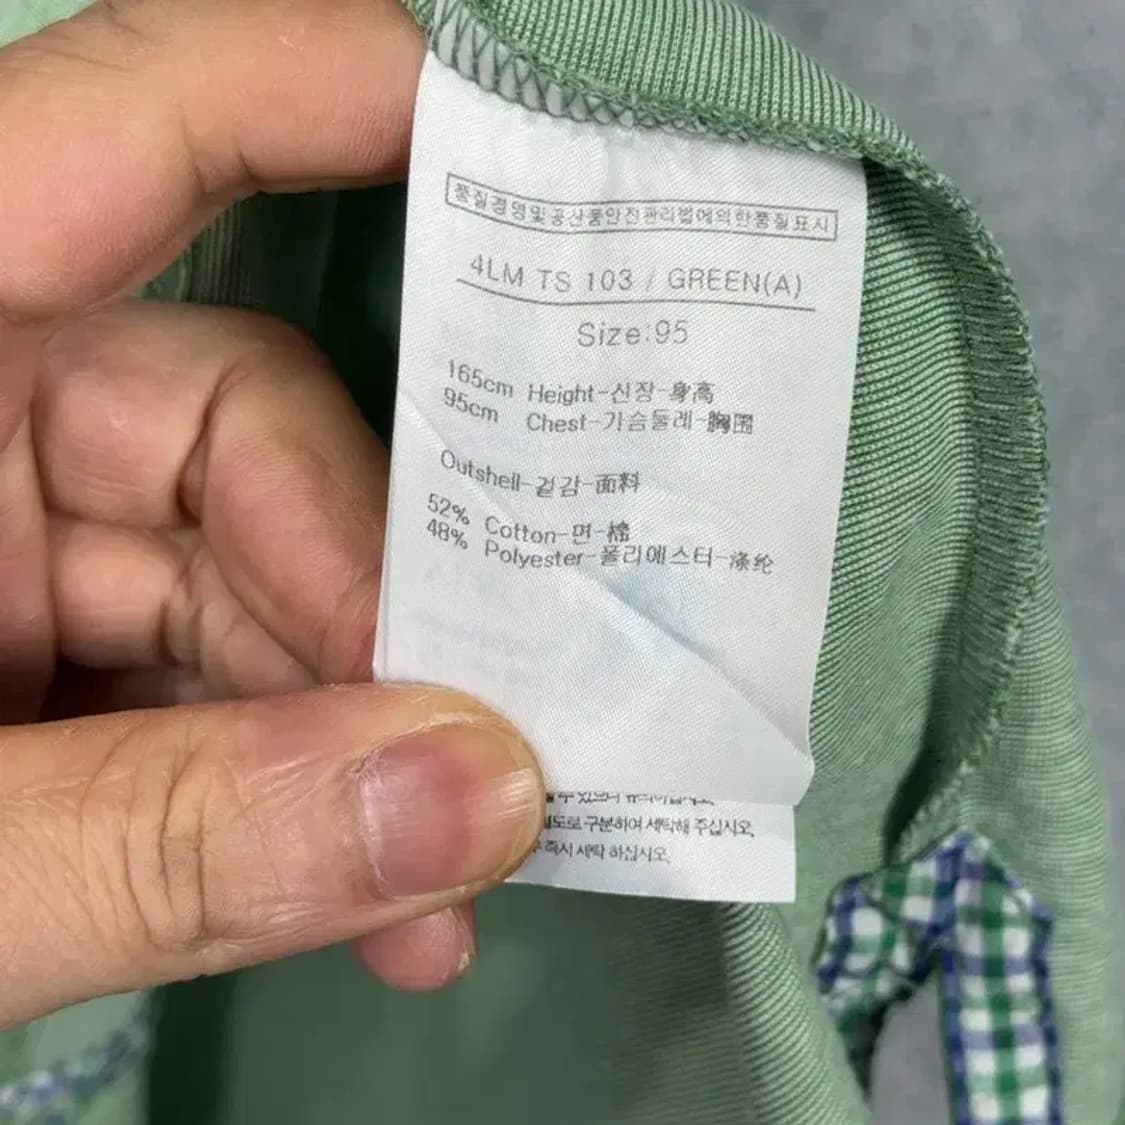 품질경영및공산품안전관리법에의한품질표시
4LM TS 103 / GREEN(A)
Size:95
165cm Height-신장-身高
95cm Chest-가슴둘레-胸围
Outshell-겉감-面料
52% Cotton-면-棉
48% Polyester-폴리에스터-涤纶
구분하여 세탁해 주십시오.
즉시 세탁 하십시오.